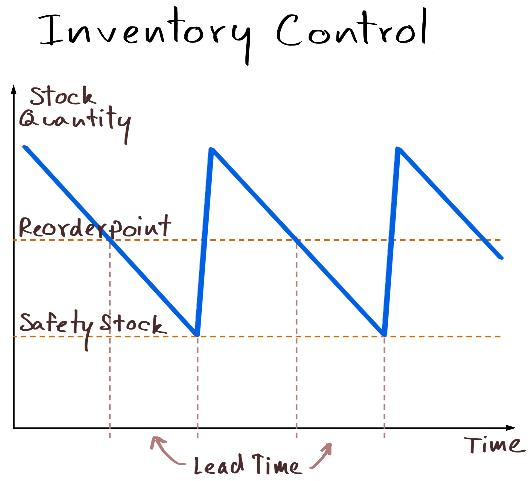 Inventory Control
Stock
Quantity
Reorderpoint
Safety Stock
Time
Lead Time